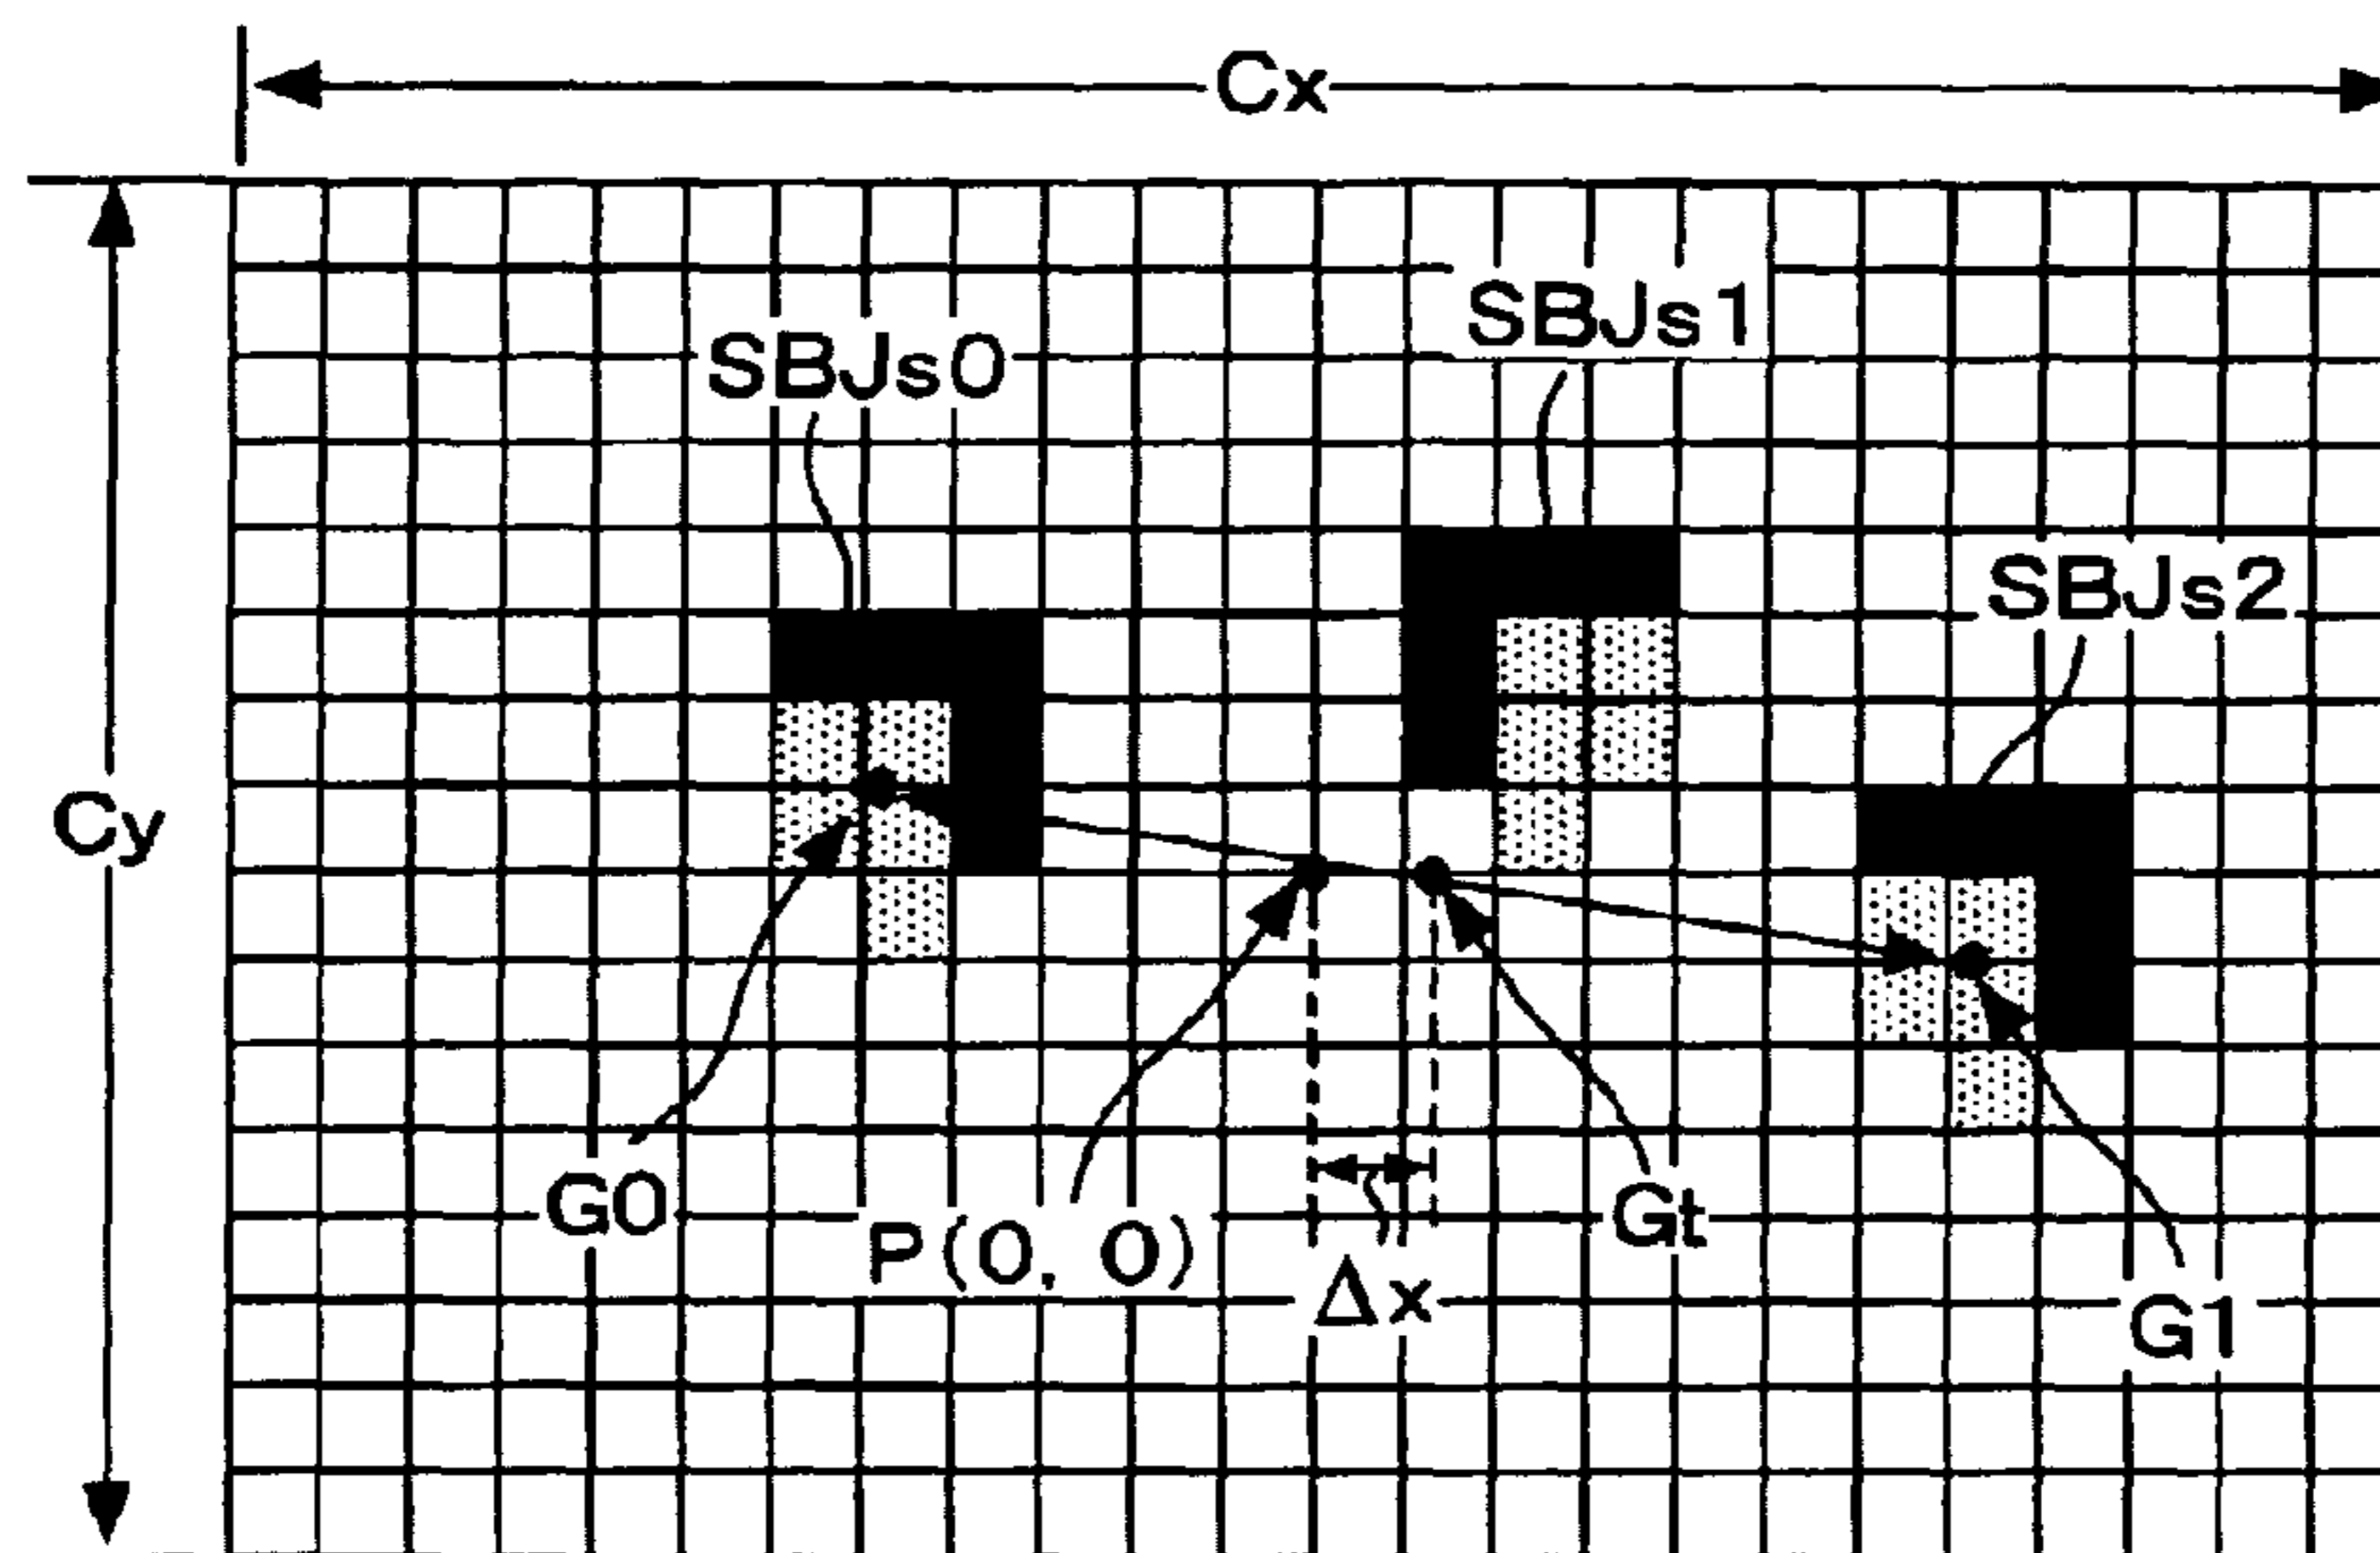 Cx
SBJs1
SBJs0
SBJs2
Cy
G0
P(0, 0)
Gt
Δx
G1